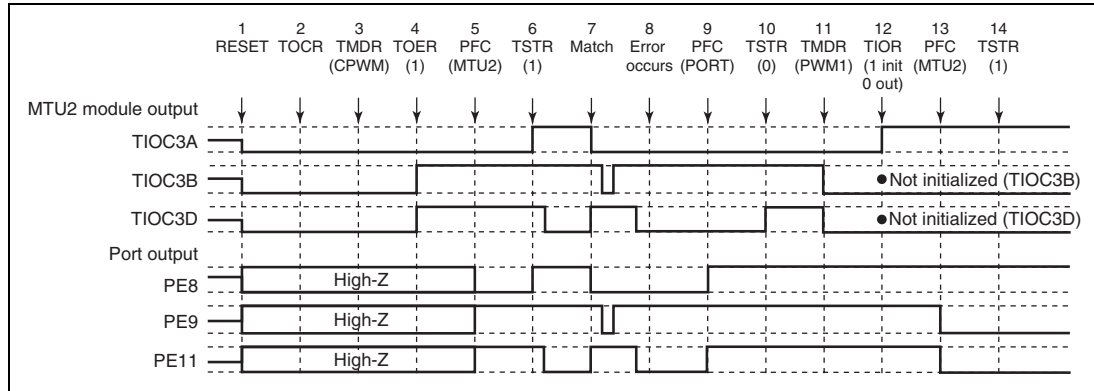 1 2 3 4 5 6 7 8 9 10 11 12 13 14
RESET TOCR TMDR TOER PFC TSTR Match Error PFC TSTR TMDR TIOR PFC TSTR
(CPWM) (1) (MTU2) (1) occurs (PORT) (0) (PWM1) (1 init (MTU2) (1)
0 out)
MTU2 module output
TIOC3A
TIOC3B ●Not initialized (TIOC3B)
TIOC3D ●Not initialized (TIOC3D)
Port output
PE8 High-Z
PE9 High-Z
PE11 High-Z